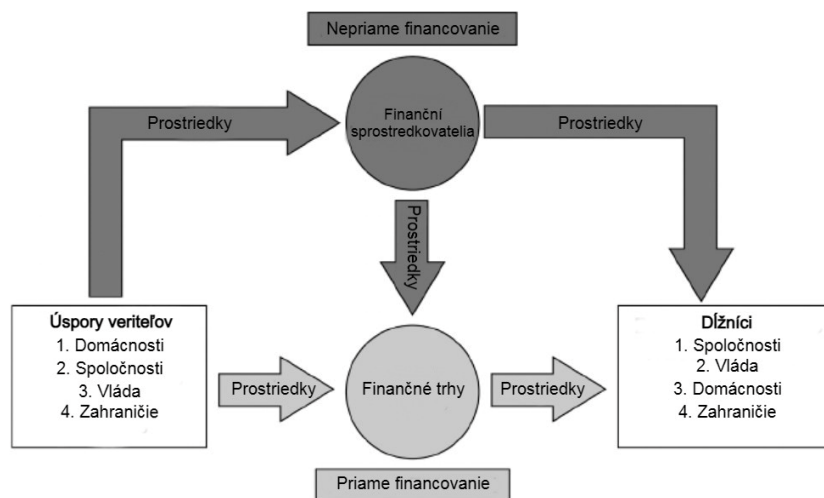 Nepriame financovanie
Prostriedky
Finanční
sprostredkovatelia
Prostriedky
Prostriedky
Úspory veriteľov
1. Domácnosti
2. Spoločnosti
3. Vláda
4. Zahraničie
Prostriedky
Finančné trhy
Prostriedky
Dĺžníci
1. Spoločnosti
2. Vláda
3. Domácnosti
4. Zahraničie
Priame financovanie